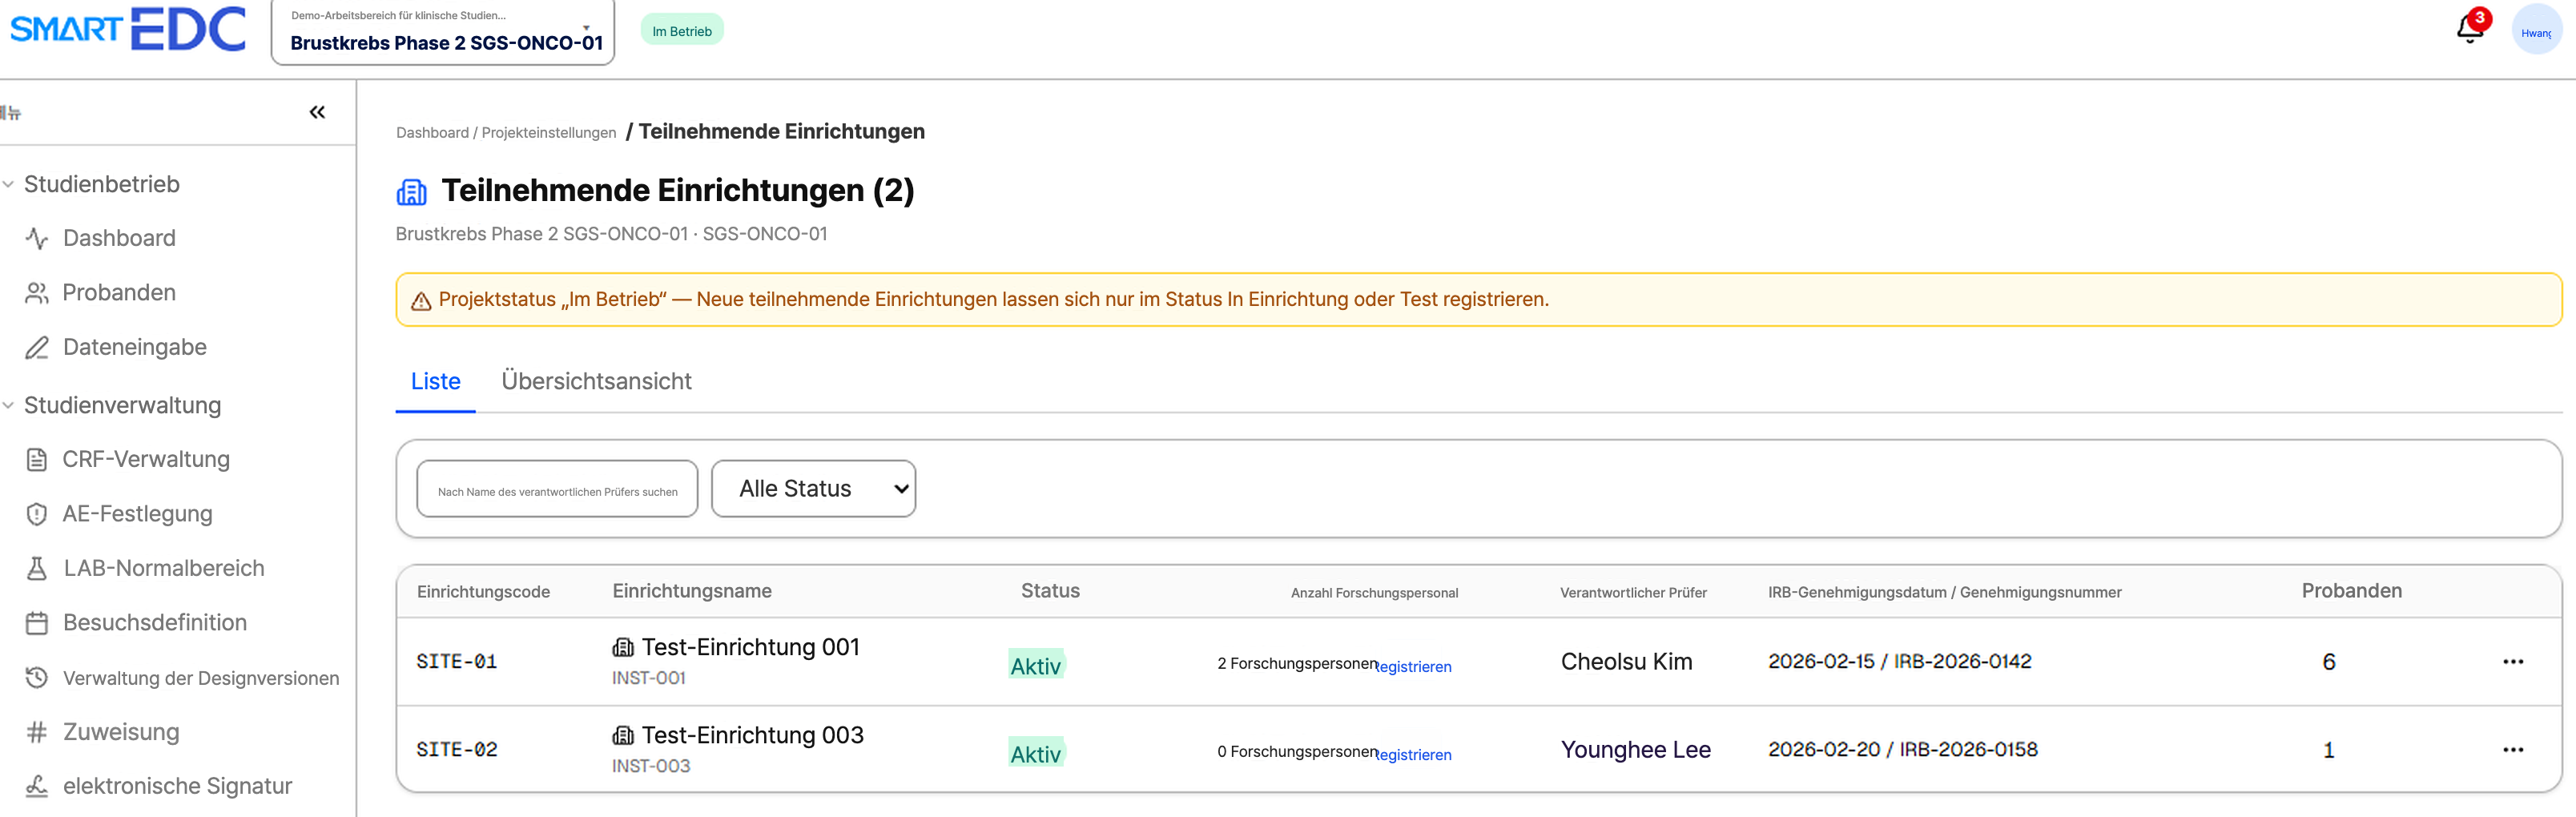 SMART EDC
Demo-Arbeitsbereich für klinische Studien...
Brustkrebs Phase 2 SGS-ONCO-01
Im Betrieb
3
Studienbetrieb
Dashboard
Probanden
Dateneingabe
Studienverwaltung
CRF-Verwaltung
AE-Festlegung
LAB-Normalbereich
Besuchsdefinition
Verwaltung der Designversionen
Zuweisung
elektronische Signatur
Dashboard / Projekteinstellungen / Teilnehmende Einrichtungen
Teilnehmende Einrichtungen (2)
Brustkrebs Phase 2 SGS-ONCO-01 · SGS-ONCO-01
Projektstatus „Im Betrieb“ — Neue teilnehmende Einrichtungen lassen sich nur im Status In Einrichtung oder Test registrieren.
Liste Übersichtsansicht
Nach Name des verantwortlichen Prüfers suchen
Alle Status
Einrichtungscode Einrichtungsname Status Anzahl Forschungspersonal Verantwortlicher Prüfer IRB-Genehmigungsdatum / Genehmigungsnummer Probanden
SITE-01 Test-Einrichtung 001 Aktiv 2 Forschungspersonen registrieren Cheolsu Kim 2026-02-15 / IRB-2026-0142 6
INST-001
SITE-02 Test-Einrichtung 003 Aktiv 0 Forschungspersonen registrieren Younghee Lee 2026-02-20 / IRB-2026-0158 1
INST-003